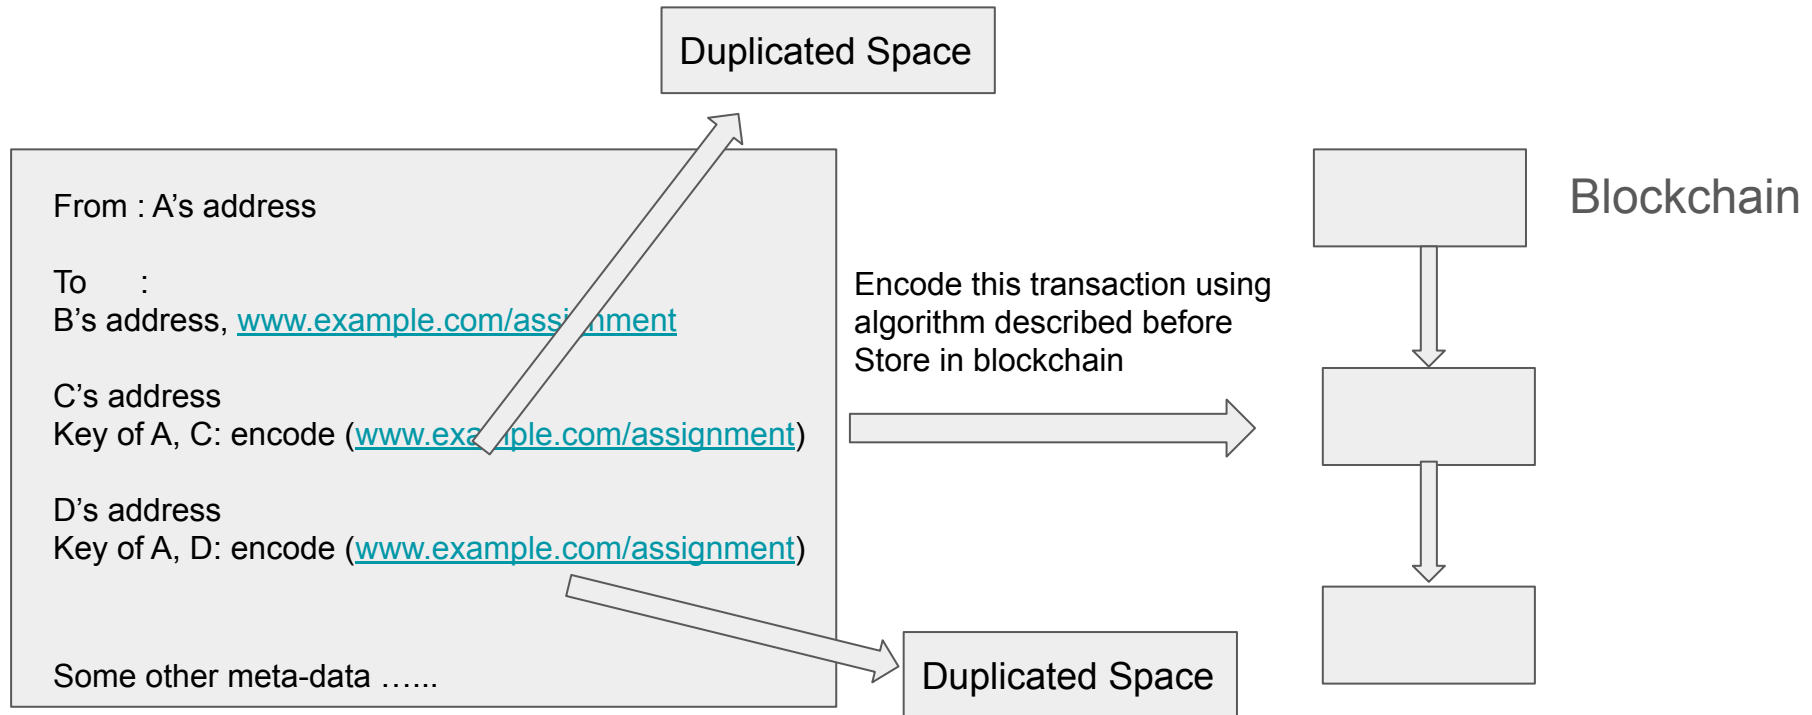 Duplicated Space
From : A's address
To :
B's address, www.example.com/assignment
C's address
Key of A, C: encode (www.example.com/assignment)
D's address
Key of A, D: encode (www.example.com/assignment)
Some other meta-data …...
Encode this transaction using
algorithm described before
Store in blockchain
Blockchain
Duplicated Space